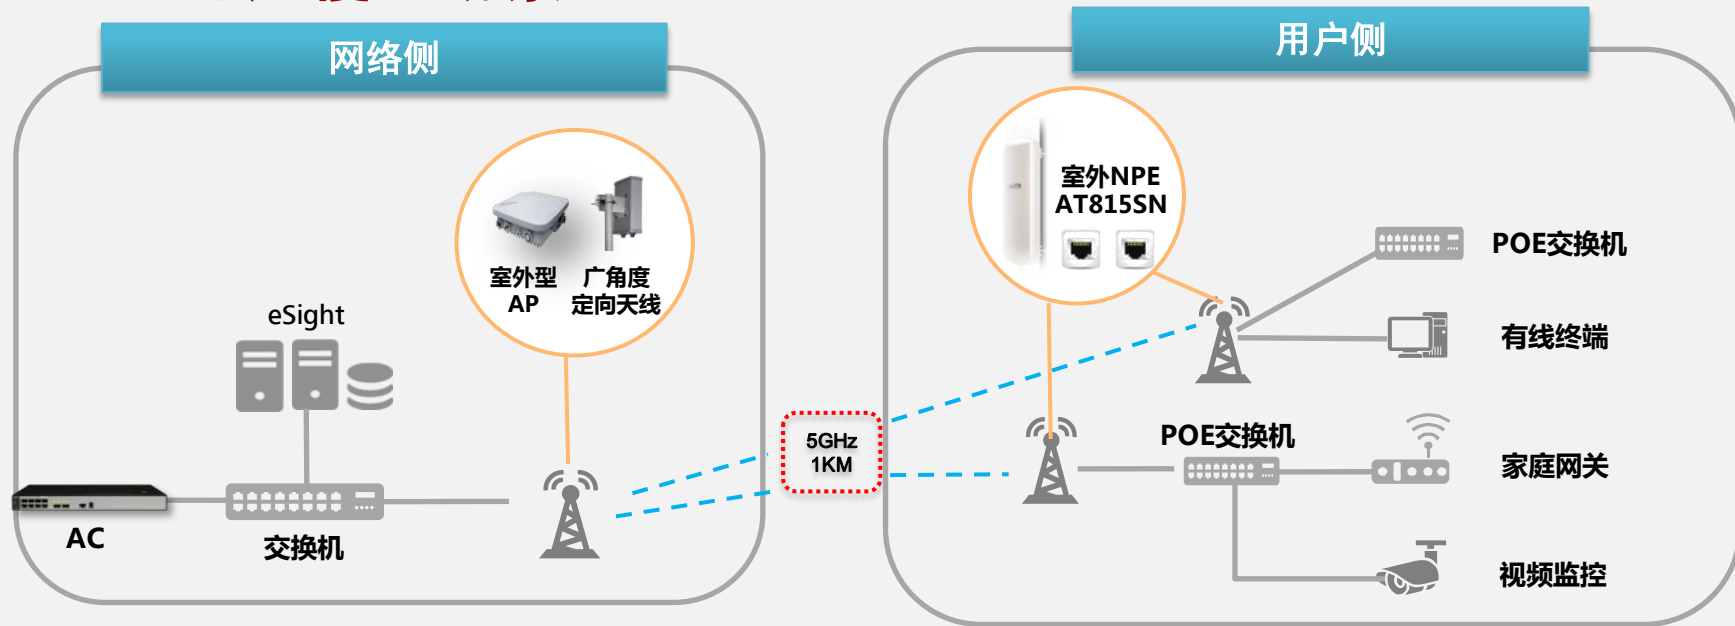 网络侧
用户侧
室外型
AP
广角度
定向天线
eSight
AC
交换机
5GHz
1KM
室外NPE
AT815SN
POE交换机
有线终端
POE交换机
家庭网关
视频监控